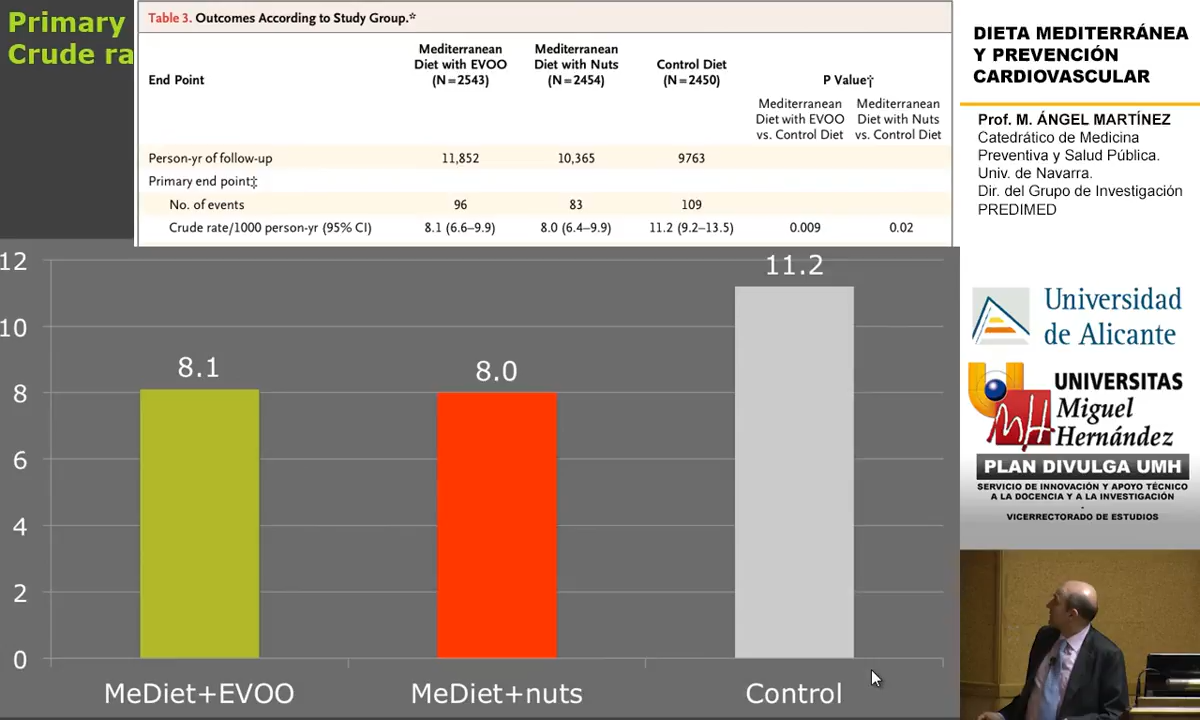 Primary
Crude ra
Table 3. Outcomes According to Study Group.*
End Point
Mediterranean
Diet with EVOO
(N=2543)
Mediterranean
Diet with Nuts
(N=2454)
Control Diet
(N=2450)
P Value†
Mediterranean
Diet with EVOO
vs. Control Diet
Mediterranean
Diet with Nuts
vs. Control Diet
Person-yr of follow-up 11,852 10,365 9763
Primary end point‡
No. of events 96 83 109
Crude rate/1000 person-yr (95% CI) 8.1 (6.6–9.9) 8.0 (6.4–9.9) 11.2 (9.2–13.5) 0.009 0.02
12
10
8
6
4
2
0
8.1
8.0
11.2
MeDiet+EVOO
MeDiet+nuts
Control
DIETA MEDITERRÁNEA
Y PREVENCIÓN
CARDIOVASCULAR
Prof. M. ÁNGEL MARTÍNEZ
Catedrático de Medicina
Preventiva y Salud Pública.
Univ. de Navarra.
Dir. del Grupo de Investigación
PREDIMED
Universidad
de Alicante
UNIVERSITAS
Miguel
Hernández
PLAN DIVULGA UMH
SERVICIO DE INNOVACIÓN Y APOYO TÉCNICO
A LA DOCENCIA Y A LA INVESTIGACIÓN
-
VICERRECTORADO DE ESTUDIOS